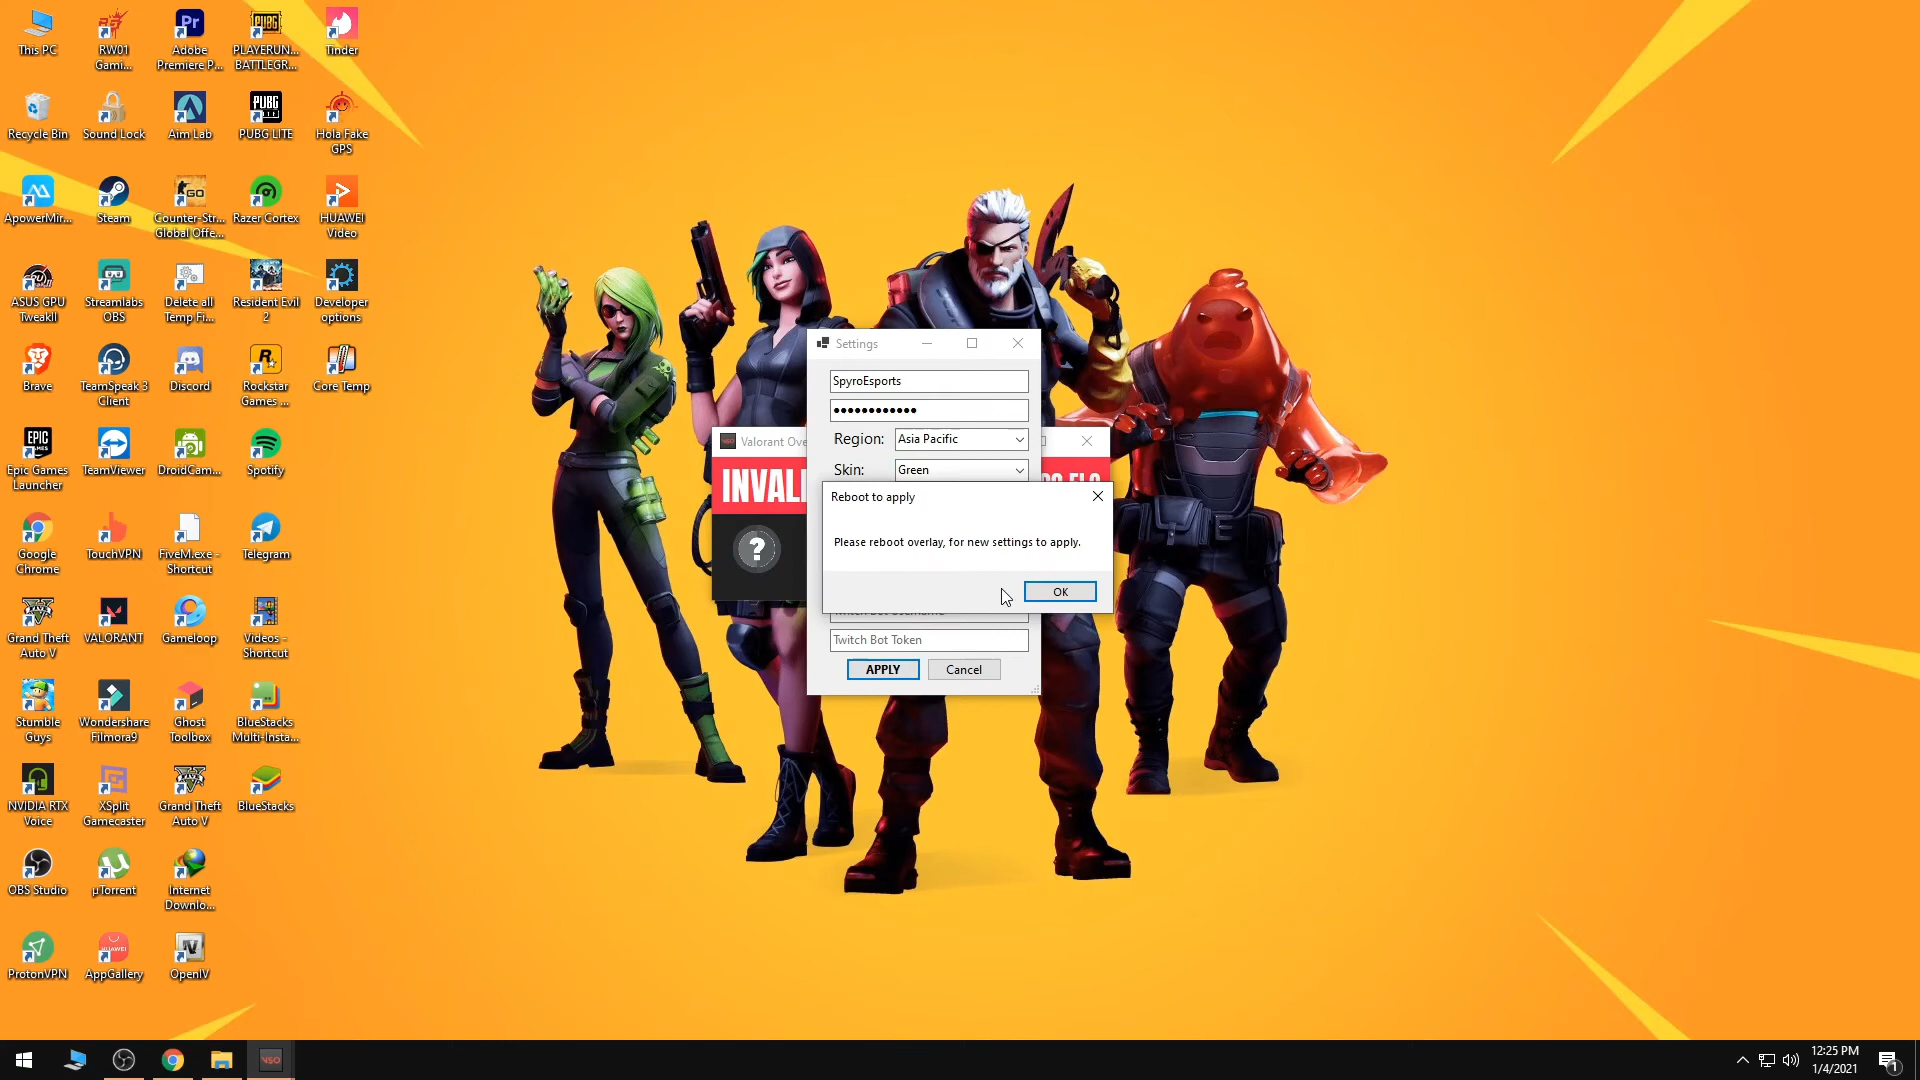 This PC
RW01
Gami...
Adobe
Premiere P...
PLAYERUN...
BATTLEGR...
Tinder
Recycle Bin
Sound Lock
Aim Lab
PUBG LITE
Hola Fake
GPS
ApowerMir...
Steam
Counter-Str...
Global Offe...
Razer Cortex
HUAWEI
Video
ASUS GPU
TweakII
Streamlabs
OBS
Delete all
Temp Fi...
Resident Evil
2
Developer
options
Brave
TeamSpeak 3
Client
Discord
Rockstar
Games ...
Core Temp
Epic Games
Launcher
TeamViewer
DroidCam...
Spotify
Google
Chrome
TouchVPN
FiveM.exe -
Shortcut
Telegram
Grand Theft
Auto V
VALORANT
Gameloop
Videos -
Shortcut
Stumble
Guys
Wondershare
Filmora9
Ghost
Toolbox
BlueStacks
Multi-Insta...
NVIDIA RTX
Voice
XSplit
Gamecaster
Grand Theft
Auto V
BlueStacks
OBS Studio
µTorrent
Internet
Downlo...
ProtonVPN
AppGallery
OpenIV
Settings
SpyroEsports
Region:
Asia Pacific
Skin:
Green
Valorant Ove
INVALI
Reboot to apply
Please reboot overlay, for new settings to apply.
OK
Twitch Bot Username
Twitch Bot Token
APPLY
Cancel
VSO
12:25 PM
1/4/2021
1